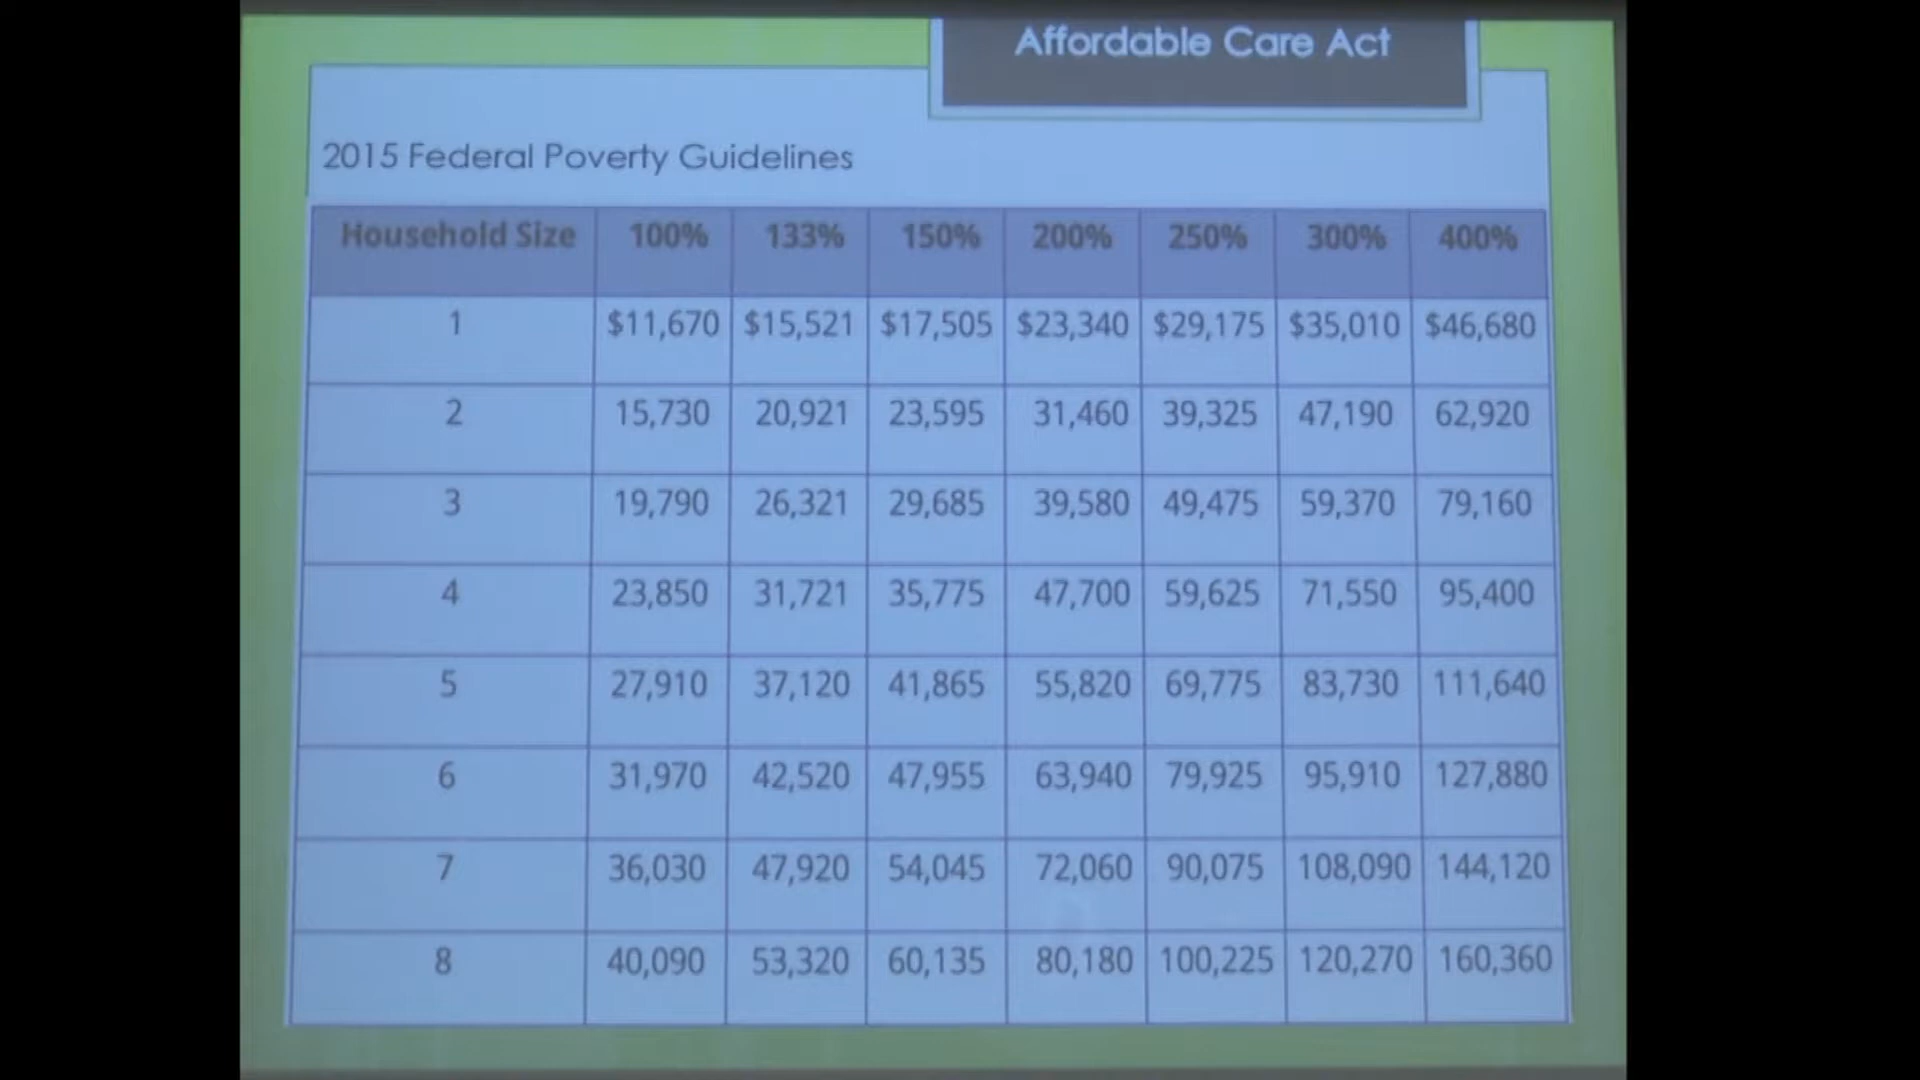 Affordable Care Act
2015 Federal Poverty Guidelines
Household Size 100% 133% 150% 200% 250% 300% 400%
1 $11,670 $15,521 $17,505 $23,340 $29,175 $35,010 $46,680
2 15,730 20,921 23,595 31,460 39,325 47,190 62,920
3 19,790 26,321 29,685 39,580 49,475 59,370 79,160
4 23,850 31,721 35,775 47,700 59,625 71,550 95,400
5 27,910 37,120 41,865 55,820 69,775 83,730 111,640
6 31,970 42,520 47,955 63,940 79,925 95,910 127,880
7 36,030 47,920 54,045 72,060 90,075 108,090 144,120
8 40,090 53,320 60,135 80,180 100,225 120,270 160,360